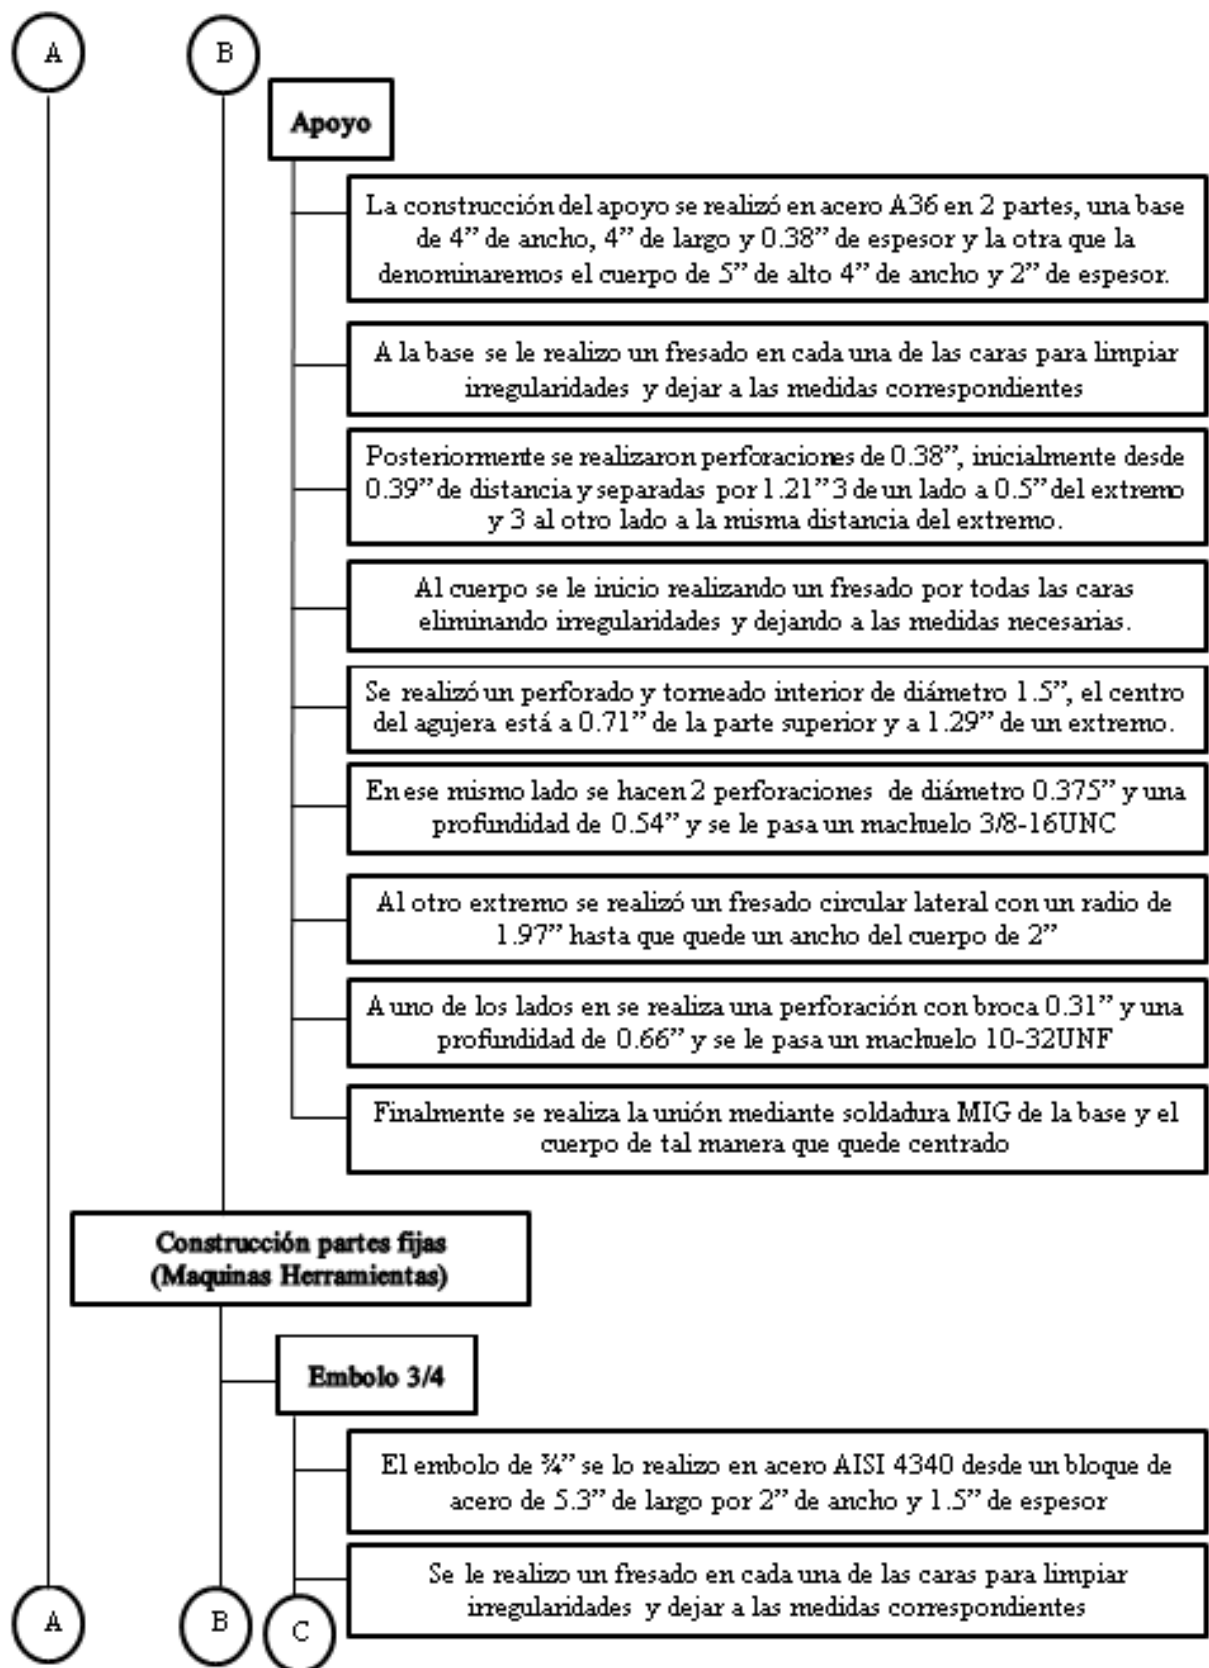 A
B
Apoyo
La construcción del apoyo se realizó en acero A36 en 2 partes, una base
de 4” de ancho, 4” de largo y 0.38” de espesor y la otra que la
denominaremos el cuerpo de 5” de alto 4” de ancho y 2” de espesor.
A la base se le realizo un fresado en cada una de las caras para limpiar
irregularidades y dejar a las medidas correspondientes
Posteriormente se realizaron perforaciones de 0.38”, inicialmente desde
0.39” de distancia y separadas por 1.21” 3 de un lado a 0.5” del extremo
y 3 al otro lado a la misma distancia del extremo.
Al cuerpo se le inicio realizando un fresado por todas las caras
eliminando irregularidades y dejando a las medidas necesarias.
Se realizó un perforado y torneado interior de diámetro 1.5”, el centro
del agujera está a 0.71” de la parte superior y a 1.29” de un extremo.
En ese mismo lado se hacen 2 perforaciones de diámetro 0.375” y una
profundidad de 0.54” y se le pasa un machuelo 3/8-16UNC
Al otro extremo se realizó un fresado circular lateral con un radio de
1.97” hasta que quede un ancho del cuerpo de 2”
A uno de los lados en se realiza una perforación con broca 0.31” y una
profundidad de 0.66” y se le pasa un machuelo 10-32UNF
Finalmente se realiza la unión mediante soldadura MIG de la base y el
cuerpo de tal manera que quede centrado
Construcción partes fijas
(Maquinas Herramientas)
Embolo 3/4
El embolo de ¾” se lo realizo en acero AISI 4340 desde un bloque de
acero de 5.3” de largo por 2” de ancho y 1.5” de espesor
Se le realizo un fresado en cada una de las caras para limpiar
irregularidades y dejar a las medidas correspondientes
A
B
C